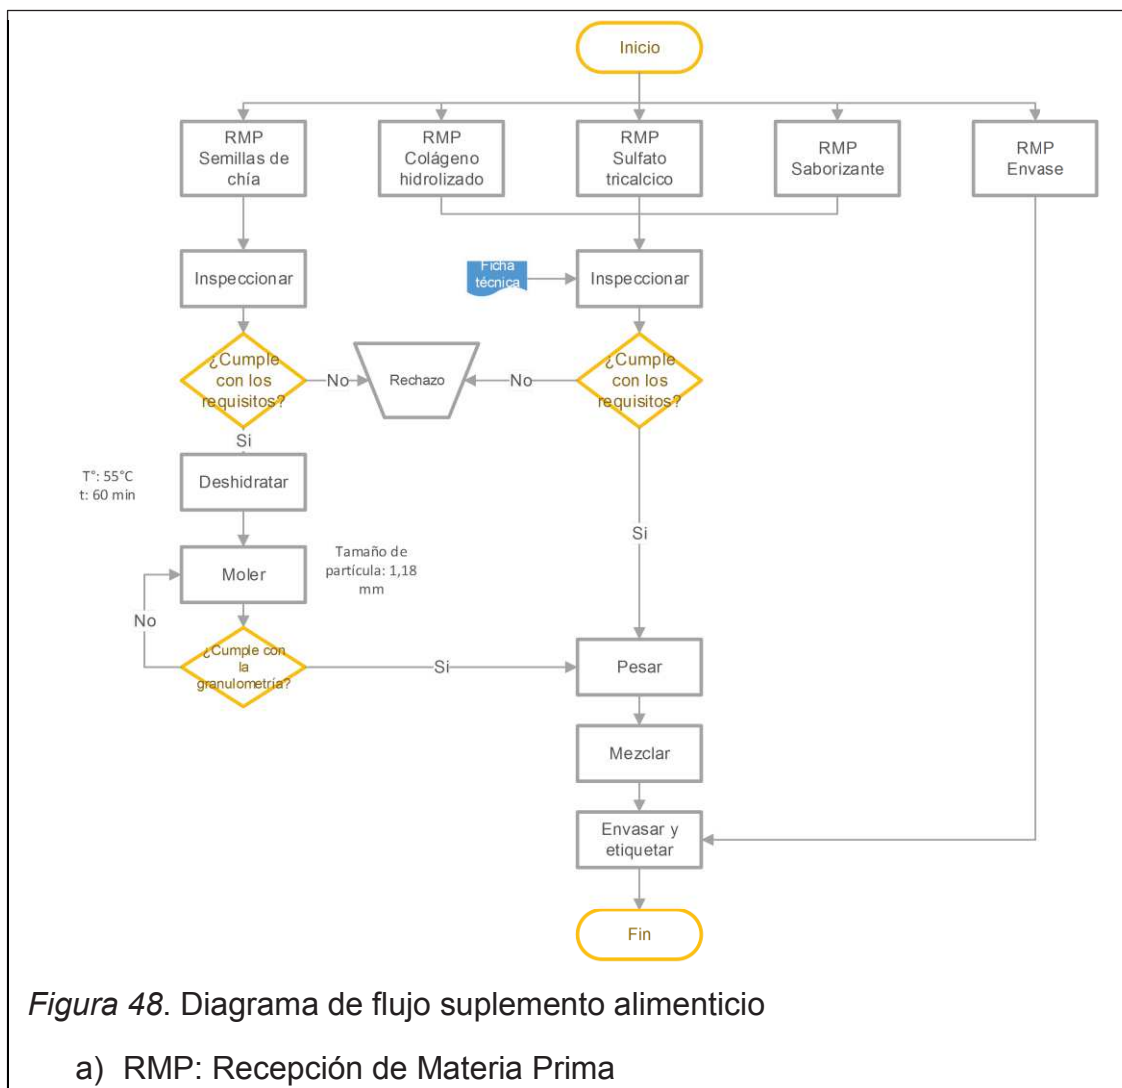 Inicio
RMP
Semillas de
chía
RMP
Colágeno
hidrolizado
RMP
Sulfato
tricalcico
RMP
Saborizante
RMP
Envase
Inspeccionar
Ficha
técnica
Inspeccionar
¿Cumple
con los
requisitos?
No
Rechazo
No
¿Cumple
con los
requisitos?
Si
T°: 55°C
t: 60 min
Deshidratar
Si
Moler
Tamaño de
partícula: 1,18
mm
No
¿Cumple con
la
granulometría?
Si
Pesar
Mezclar
Envasar y
etiquetar
Fin
Figura 48. Diagrama de flujo suplemento alimenticio
a) RMP: Recepción de Materia Prima